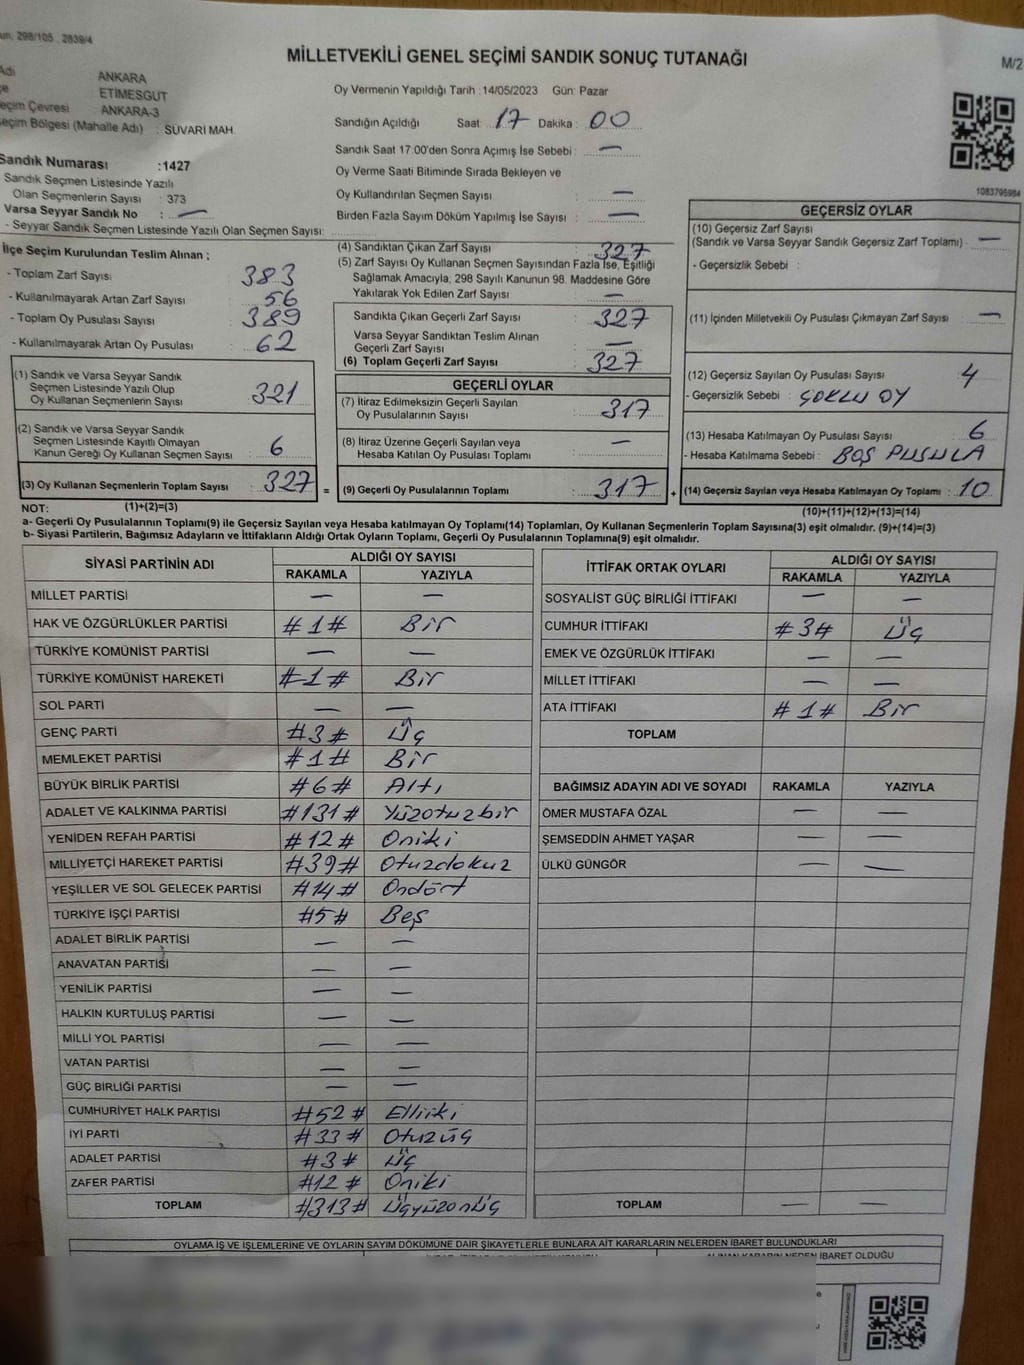 298/105 : 2839/4
MİLLETVEKİLİ GENEL SEÇİMİ SANDIK SONUÇ TUTANAĞI
M/2
ANKARA
ETİMESGUT
Seçim Çevresi ANKARA-3
Seçim Bölgesi (Mahalle Adı) : SÜVARİ MAH.
Sandık Numarası :1427
Sandık Seçmen Listesinde Yazılı
Olan Seçmenlerin Sayısı : 373
Varsa Seyyar Sandık No : —
- Seyyar Sandık Seçmen Listesinde Yazılı Olan Seçmen Sayısı:
Oy Vermenin Yapıldığı Tarih :14/05/2023 Gün: Pazar
Sandığın Açıldığı Saat 17 Dakika : 00
Sandık Saat 17:00'den Sonra Açımış İse Sebebi : —
Oy Verme Saati Bitiminde Sırada Bekleyen ve
Oy Kullandırılan Seçmen Sayısı —
Birden Fazla Sayım Döküm Yapılmış İse Sayısı : —
1083795984
İlçe Seçim Kurulundan Teslim Alınan ;
- Toplam Zarf Sayısı 383
- Kullanılmayarak Artan Zarf Sayısı : 56
- Toplam Oy Pusulası Sayısı : 389
- Kullanılmayarak Artan Oy Pusulası 62
(1) Sandık ve Varsa Seyyar Sandık
Seçmen Listesinde Yazılı Olup
Oy Kullanan Seçmenlerin Sayısı 321
(2) Sandık ve Varsa Seyyar Sandık
Seçmen Listesinde Kayıtlı Olmayan
Kanun Gereği Oy Kullanan Seçmen Sayısı : 6
(3) Oy Kullanan Seçmenlerin Toplam Sayısı : 327 =
(4) Sandıktan Çıkan Zarf Sayısı 327
(5) Zarf Sayısı Oy Kullanan Seçmen Sayısından Fazla İse, Eşitliği
Sağlamak Amacıyla, 298 Sayılı Kanunun 98. Maddesine Göre
Yakılarak Yok Edilen Zarf Sayısı —
Sandıkta Çıkan Geçerli Zarf Sayısı : 327
Varsa Seyyar Sandıktan Teslim Alınan
Geçerli Zarf Sayısı —
(6) Toplam Geçerli Zarf Sayısı 327
GEÇERLİ OYLAR
(7) İtiraz Edilmeksizin Geçerli Sayılan
Oy Pusulalarının Sayısı : 317
(8) İtiraz Üzerine Geçerli Sayılan veya
Hesaba Katılan Oy Pusulası Toplamı : —
(9) Geçerli Oy Pusulalarının Toplamı : 317 +
GEÇERSİZ OYLAR
(10) Geçersiz Zarf Sayısı
(Sandık ve Varsa Seyyar Sandık Geçersiz Zarf Toplamı) : —
- Geçersizlik Sebebi :
(11) İçinden Milletvekili Oy Pusulası Çıkmayan Zarf Sayısı : —
(12) Geçersiz Sayılan Oy Pusulası Sayısı : 4
- Geçersizlik Sebebi : ÇOKLU OY
(13) Hesaba Katılmayan Oy Pusulası Sayısı : 6
- Hesaba Katılmama Sebebi : BOŞ PUSULA
(14) Geçersiz Sayılan veya Hesaba Katılmayan Oy Toplamı : 10
NOT: (1)+(2)=(3)
(10)+(11)+(12)+(13)=(14)
a- Geçerli Oy Pusulalarının Toplamı(9) ile Geçersiz Sayılan veya Hesaba katılmayan Oy Toplamı(14) Toplamları, Oy Kullanan Seçmenlerin Toplam Sayısına(3) eşit olmalıdır. (9)+(14)=(3)
b- Siyasi Partilerin, Bağımsız Adayların ve İttifakların Aldığı Ortak Oyların Toplamı, Geçerli Oy Pusulalarının Toplamına(9) eşit olmalıdır.
SİYASİ PARTİNİN ADI ALDIĞI OY SAYISI
RAKAMLA YAZIYLA
MİLLET PARTİSİ — —
HAK VE ÖZGÜRLÜKLER PARTİSİ #1# Bir
TÜRKİYE KOMÜNİST PARTİSİ — —
TÜRKİYE KOMÜNİST HAREKETİ #1# Bir
SOL PARTİ — —
GENÇ PARTİ #3# Üç
MEMLEKET PARTİSİ #1# Bir
BÜYÜK BİRLİK PARTİSİ #6# Altı
ADALET VE KALKINMA PARTİSİ #131# Yüzotuzbir
YENİDEN REFAH PARTİSİ #12# Oniki
MİLLİYETÇİ HAREKET PARTİSİ #39# Otuzdokuz
YEŞİLLER VE SOL GELECEK PARTİSİ #14# Ondört
TÜRKİYE İŞÇİ PARTİSİ #5# Beş
ADALET BİRLİK PARTİSİ — —
ANAVATAN PARTİSİ — —
YENİLİK PARTİSİ — —
HALKIN KURTULUŞ PARTİSİ — —
MİLLİ YOL PARTİSİ — —
VATAN PARTİSİ — —
GÜÇ BİRLİĞİ PARTİSİ — —
CUMHURİYET HALK PARTİSİ #52# Elliiki
İYİ PARTİ #33# Otuzüç
ADALET PARTİSİ #3# Üç
ZAFER PARTİSİ #12# Oniki
TOPLAM #313# Üçyüzonüç
İTTİFAK ORTAK OYLARI ALDIĞI OY SAYISI
RAKAMLA YAZIYLA
SOSYALİST GÜÇ BİRLİĞİ İTTİFAKI — —
CUMHUR İTTİFAKI #3# Üç
EMEK VE ÖZGÜRLÜK İTTİFAKI — —
MİLLET İTTİFAKI — —
ATA İTTİFAKI #1# Bir
TOPLAM
BAĞIMSIZ ADAYIN ADI VE SOYADI RAKAMLA YAZIYLA
ÖMER MUSTAFA ÖZAL — —
ŞEMSEDDİN AHMET YAŞAR — —
ÜLKÜ GÜNGÖR — —
TOPLAM — —
OYLAMA İŞ VE İŞLEMLERİNE VE OYLARIN SAYIM DÖKÜMÜNE DAİR ŞİKAYETLERLE BUNLARA AİT KARARLARIN NELERDEN İBARET BULUNDUKLARI
ALINAN KARARIN NEDEN İBARET OLDUĞU